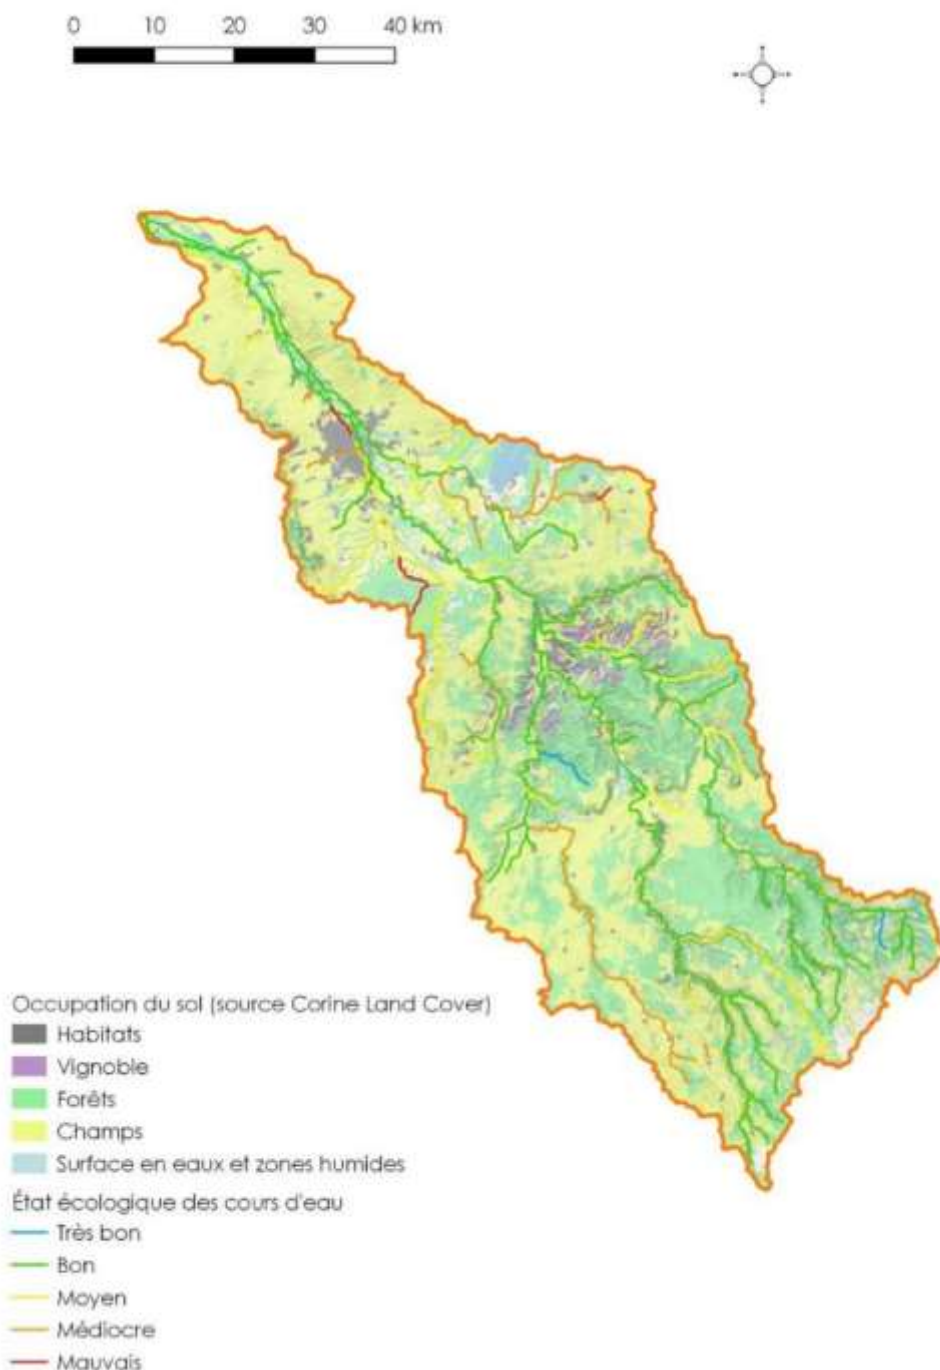 0 10 20 30 40 km
Occupation du sol (source Corine Land Cover)
Habitats
Vignoble
Forêts
Champs
Surface en eaux et zones humides
État écologique des cours d'eau
Très bon
Bon
Moyen
Médiocre
Mauvais